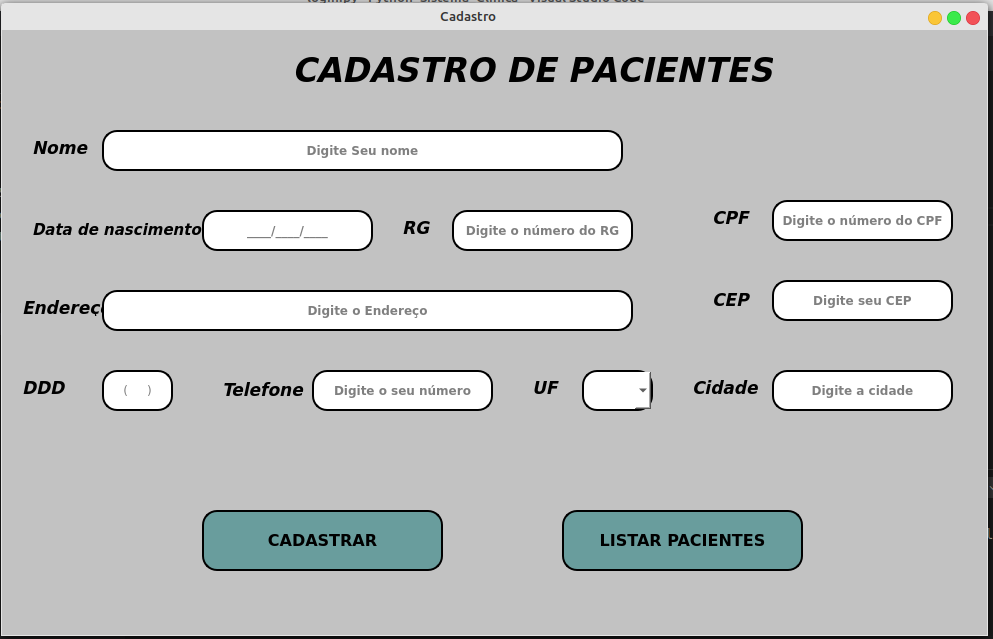 Cadastro
CADASTRO DE PACIENTES
Nome Digite Seu nome
Data de nascimento ___/___/___ RG Digite o número do RG CPF Digite o número do CPF
Endereço Digite o Endereço CEP Digite seu CEP
DDD ( ) Telefone Digite o seu número UF Cidade Digite a cidade
CADASTRAR LISTAR PACIENTES